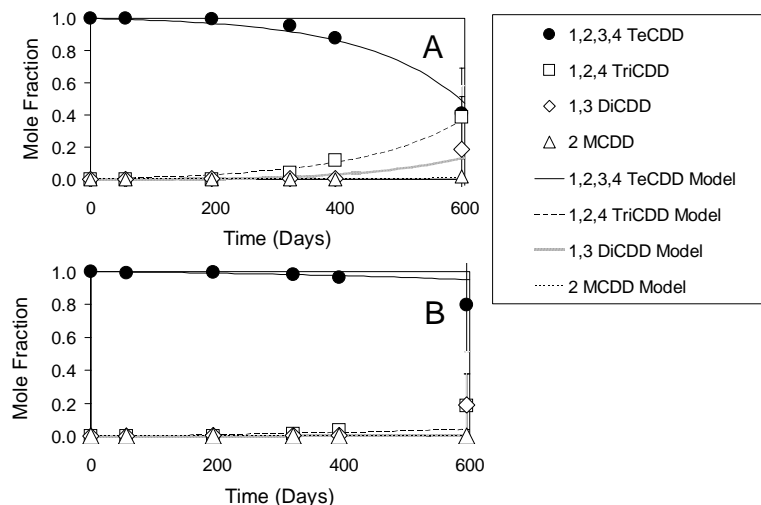 1.0
0.8
0.6
0.4
0.2
0.0
Mole Fraction
A
0 200 400 600
Time (Days)
1.0
0.8
0.6
0.4
0.2
0.0
Mole Fraction
B
0 200 400 600
Time (Days)
1,2,3,4 TeCDD
1,2,4 TriCDD
1,3 DiCDD
2 MCDD
1,2,3,4 TeCDD Model
1,2,4 TriCDD Model
1,3 DiCDD Model
2 MCDD Model